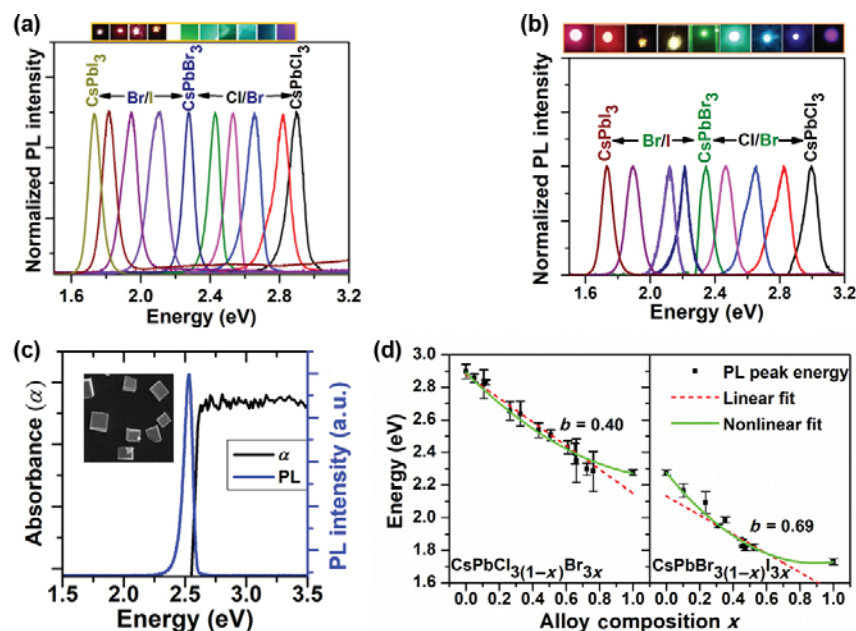 (a)
CsPbI3
Br/I
CsPbBr3
Cl/Br
CsPbCl3
Normalized PL intensity
1.6 2.0 2.4 2.8 3.2
Energy (eV)
(b)
CsPbI3
Br/I
CsPbBr3
Cl/Br
CsPbCl3
Normalized PL intensity
1.6 2.0 2.4 2.8 3.2
Energy (eV)
(c)
Absorbance (α)
α
PL
PL intensity (a.u.)
1.5 2.0 2.5 3.0 3.5
Energy (eV)
(d)
3.0
2.8
2.6
2.4
2.2
2.0
1.8
1.6
Energy (eV)
PL peak energy
Linear fit
Nonlinear fit
b = 0.40
b = 0.69
CsPbCl3(1−x)Br3x
CsPbBr3(1−x)I3x
0.0 0.2 0.4 0.6 0.8 1.0 0.0 0.2 0.4 0.6 0.8 1.0
Alloy composition x